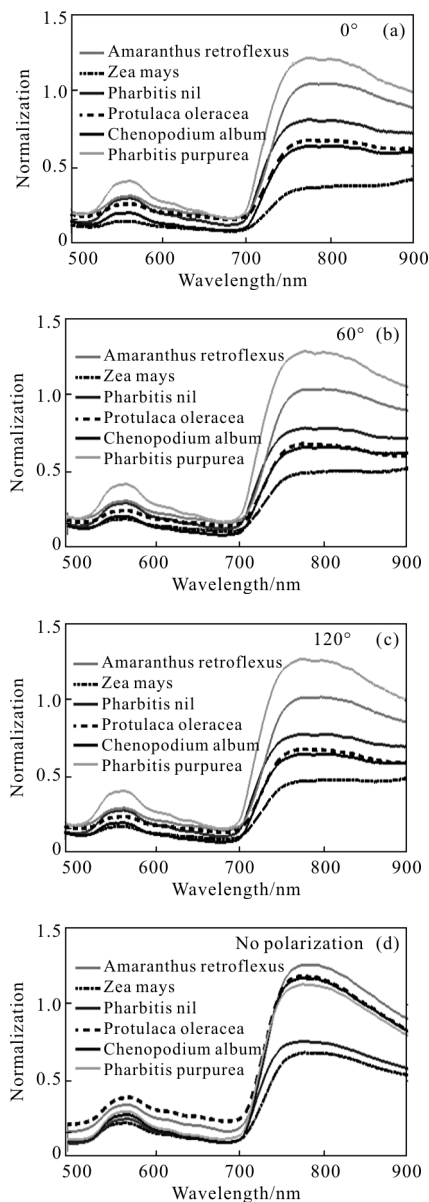 1.5
0° (a)
Amaranthus retroflexus
Zea mays
1.0
Pharbitis nil
Protulaca oleracea
Chenopodium album
0.5
Pharbitis purpurea
0
500 600 700 800 900
Wavelength/nm
Normalization
1.5
60° (b)
Amaranthus retroflexus
Zea mays
1.0
Pharbitis nil
Protulaca oleracea
Chenopodium album
0.5
Pharbitis purpurea
0
500 600 700 800 900
Wavelength/nm
Normalization
1.5
120° (c)
Amaranthus retroflexus
Zea mays
1.0
Pharbitis nil
Protulaca oleracea
Chenopodium album
0.5
Pharbitis purpurea
0
500 600 700 800 900
Wavelength/nm
Normalization
1.5
No polarization (d)
Amaranthus retroflexus
Zea mays
1.0
Pharbitis nil
Protulaca oleracea
Chenopodium album
0.5
Pharbitis purpurea
0
500 600 700 800 900
Wavelength/nm
Normalization